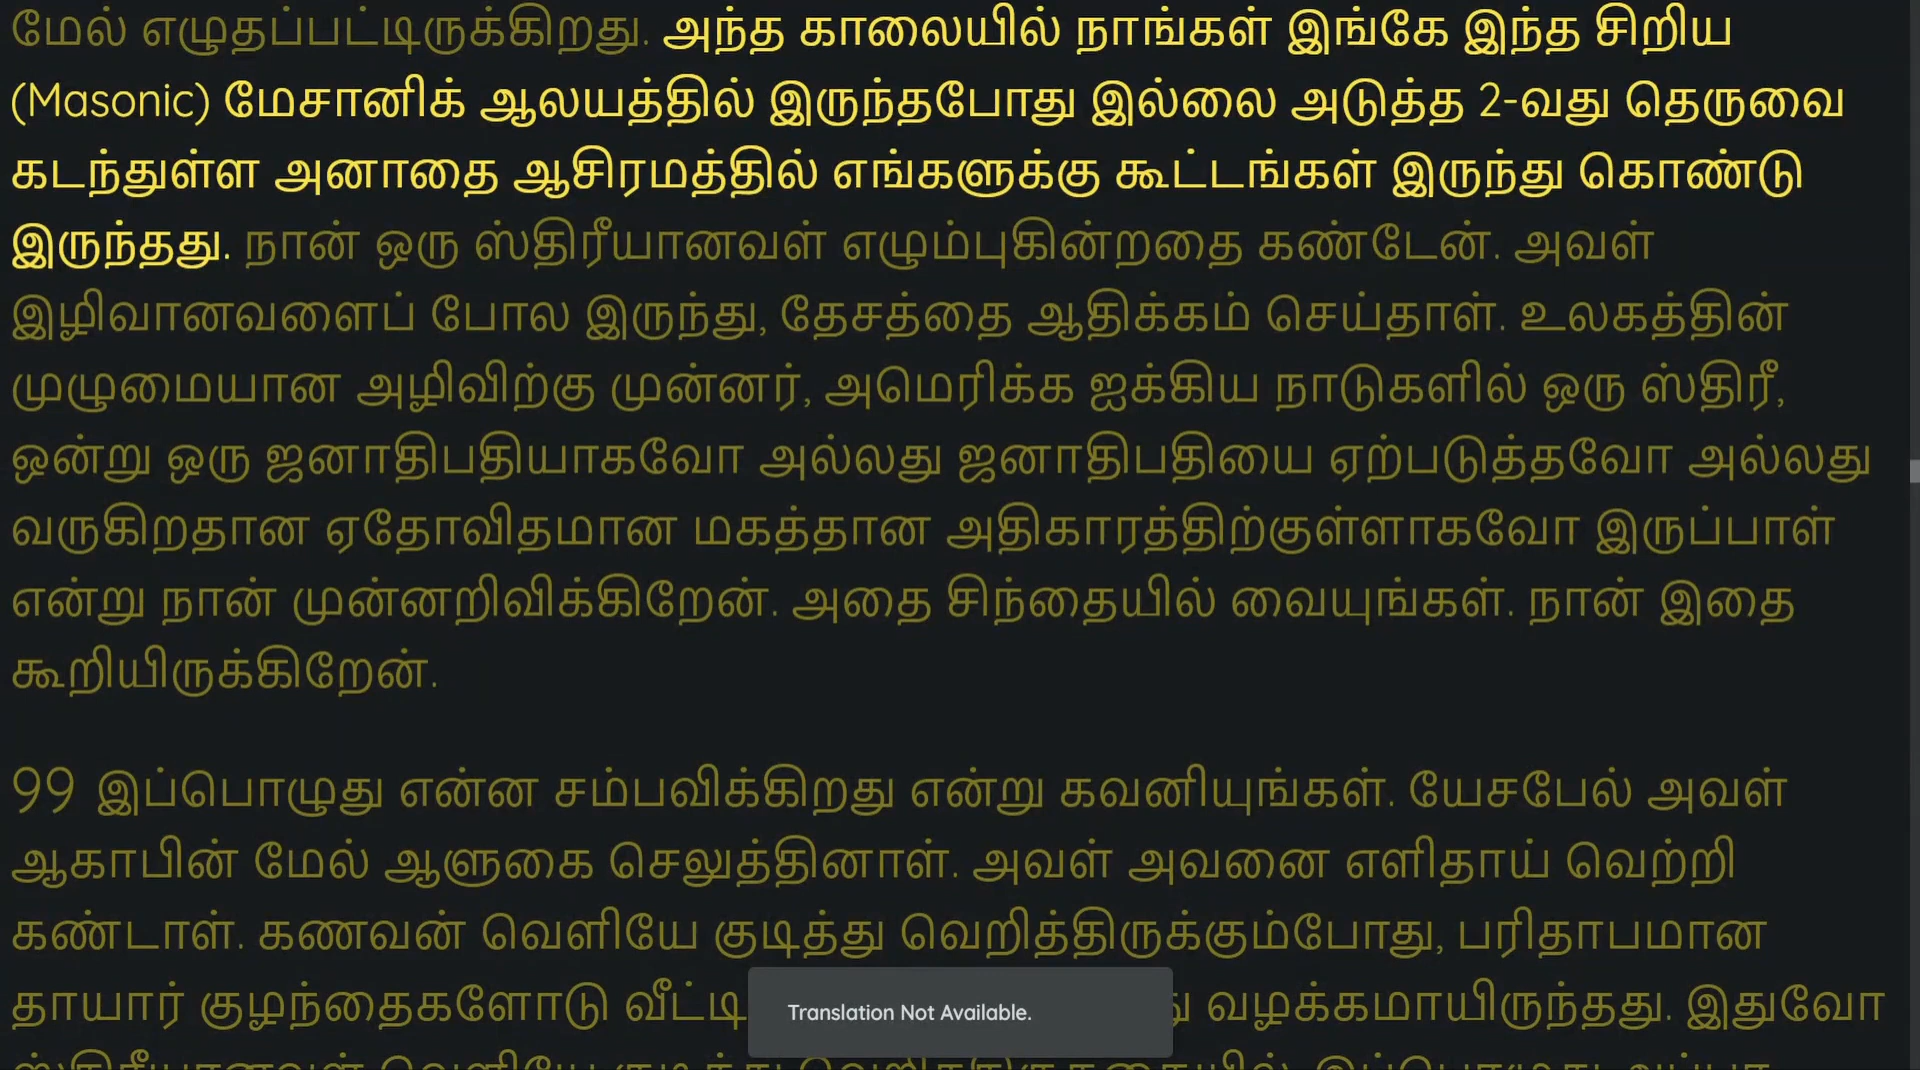 மேல் எழுதப்பட்டிருக்கிறது. அந்த காலையில் நாங்கள் இங்கே இந்த சிறிய
(Masonic) மேசானிக் ஆலயத்தில் இருந்தபோது இல்லை அடுத்த 2-வது தெருவை
கடந்துள்ள அனாதை ஆசிரமத்தில் எங்களுக்கு கூட்டங்கள் இருந்து கொண்டு
இருந்தது. நான் ஒரு ஸ்திரீயானவள் எழும்புகின்றதை கண்டேன். அவள்
இழிவானவளைப் போல இருந்து, தேசத்தை ஆதிக்கம் செய்தாள். உலகத்தின்
முழுமையான அழிவிற்கு முன்னர், அமெரிக்க ஐக்கிய நாடுகளில் ஒரு ஸ்திரீ,
ஒன்று ஒரு ஜனாதிபதியாகவோ அல்லது ஜனாதிபதியை ஏற்படுத்தவோ அல்லது
வருகிறதான ஏதோவிதமான மகத்தான அதிகாரத்திற்குள்ளாகவோ இருப்பாள்
என்று நான் முன்னறிவிக்கிறேன். அதை சிந்தையில் வையுங்கள். நான் இதை
கூறியிருக்கிறேன்.
99 இப்பொழுது என்ன சம்பவிக்கிறது என்று கவனியுங்கள். யேசபேல் அவள்
ஆகாபின் மேல் ஆளுகை செலுத்தினாள். அவள் அவனை எளிதாய் வெற்றி
கண்டாள். கணவன் வெளியே குடித்து வெறித்திருக்கும்போது, பரிதாபமான
தாயார் குழந்தைகளோடு வழக்கமாயிருந்தது. இதுவோ
Translation Not Available.